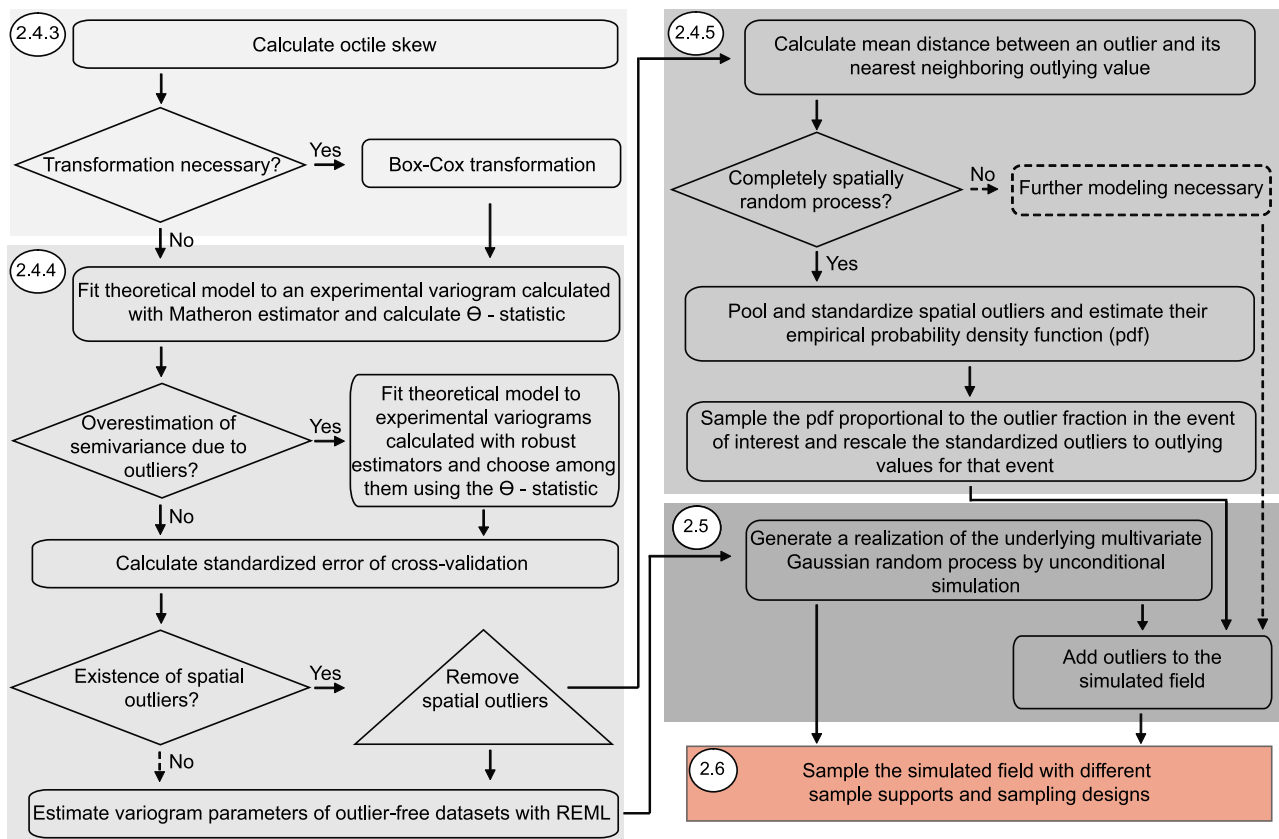 2.4.3
Calculate octile skew
Transformation necessary?
Yes
Box-Cox transformation
No
2.4.4
Fit theoretical model to an experimental variogram calculated
with Matheron estimator and calculate Ɵ - statistic
Overestimation of
semivariance due to
outliers?
Yes
Fit theoretical model to
experimental variograms
calculated with robust
estimators and choose among
them using the Ɵ - statistic
No
Calculate standardized error of cross-validation
Existence of spatial
outliers?
Yes
Remove
spatial outliers
No
Estimate variogram parameters of outlier-free datasets with REML
2.4.5
Calculate mean distance between an outlier and its
nearest neighboring outlying value
Completely spatially
random process?
No
Further modeling necessary
Yes
Pool and standardize spatial outliers and estimate their
empirical probability density function (pdf)
Sample the pdf proportional to the outlier fraction in the event
of interest and rescale the standardized outliers to outlying
values for that event
2.5
Generate a realization of the underlying multivariate
Gaussian random process by unconditional
simulation
Add outliers to the
simulated field
2.6
Sample the simulated field with different
sample supports and sampling designs